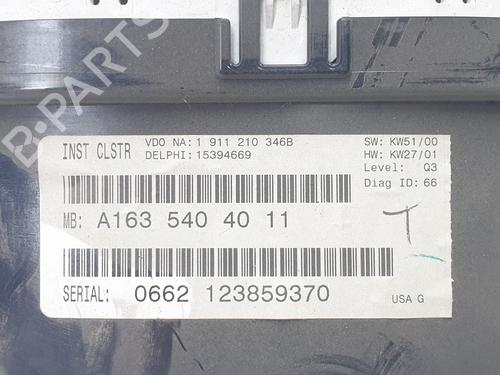 B-PARTS
INST CLSTR
VDO NA: 1 911 210 346B
DELPHI: 15394669
SW: KW51/00
HW: KW27/01
Level: Q3
Diag ID: 66
MB: A163 540 40 11
T
SERIAL: 0662 123859370
USA G